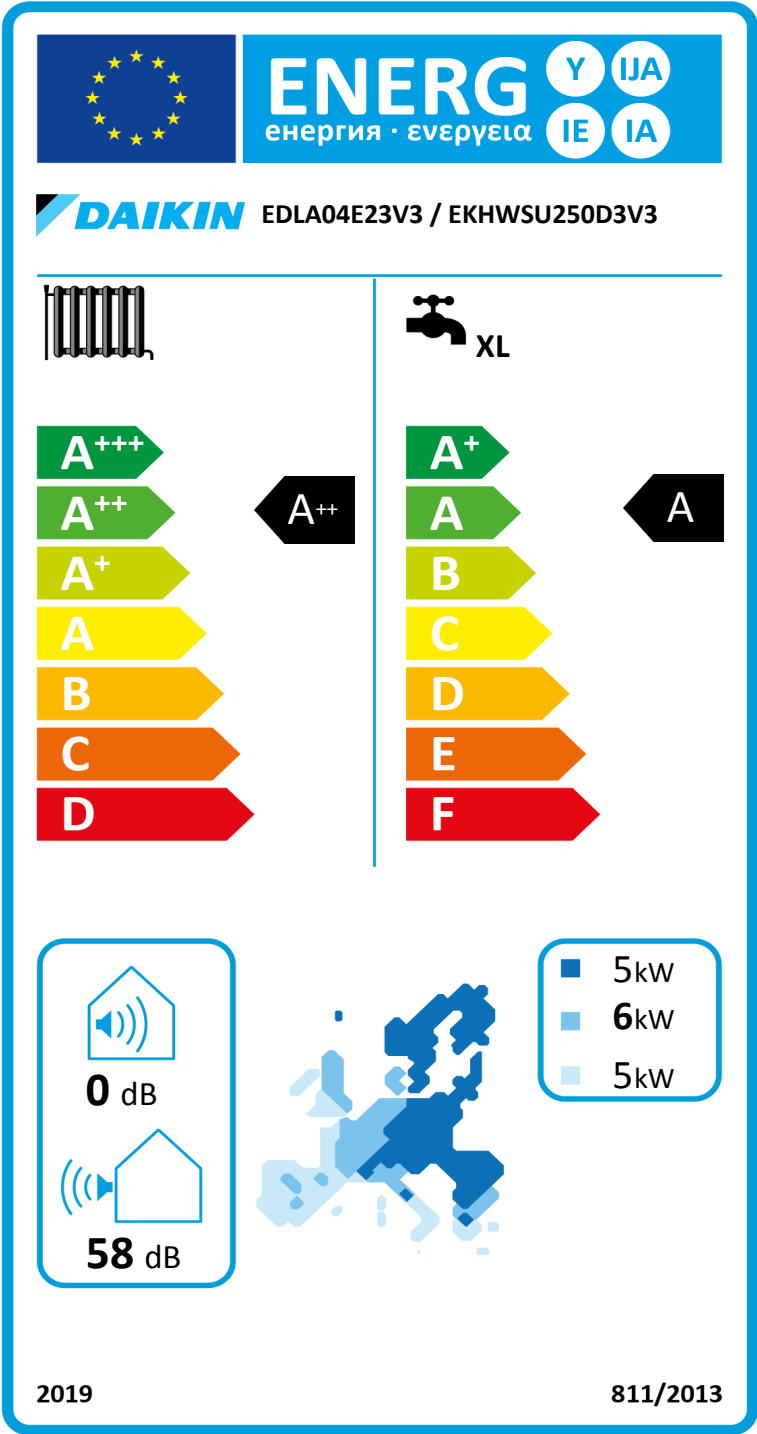 ENERG
енергия · ενεργεια
Y IJA
IE IA
DAIKIN EDLA04E23V3 / EKHWSU250D3V3
XL
A+++
A++
A+
A
B
C
D
A++
A+
A
B
C
D
E
F
A
0 dB
58 dB
5kW
6kW
5kW
2019
811/2013